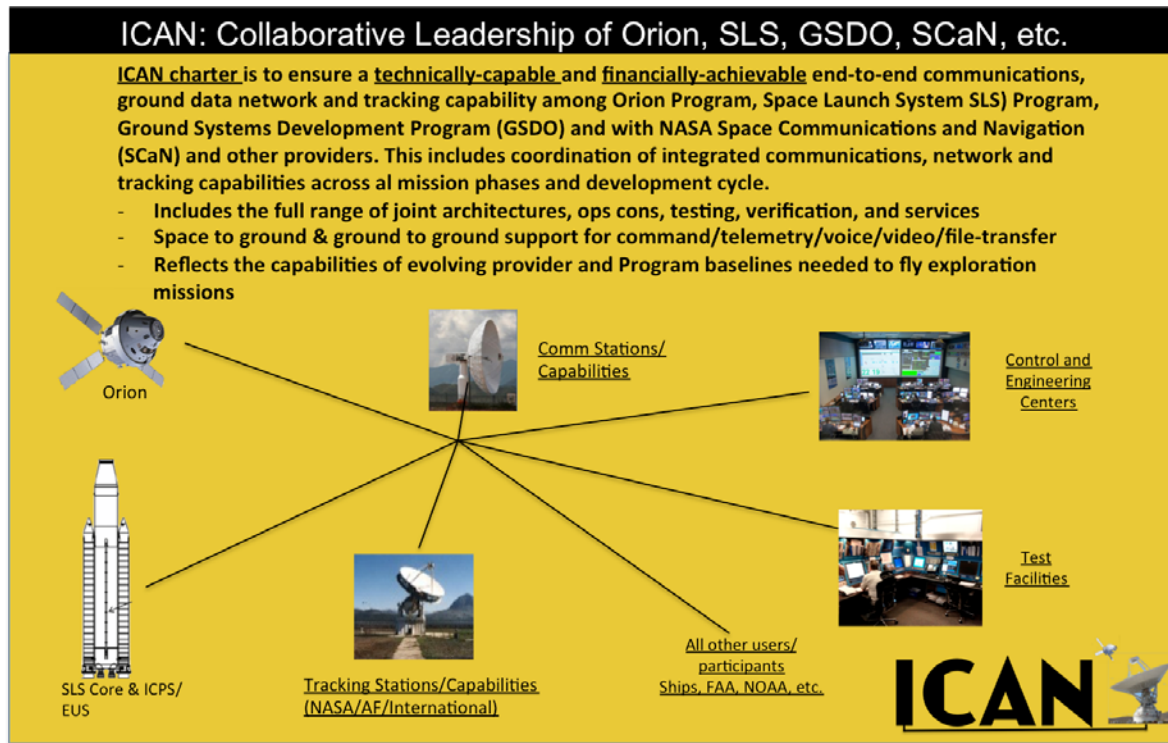 ICAN: Collaborative Leadership of Orion, SLS, GSDO, SCaN, etc.
ICAN charter is to ensure a technically-capable and financially-achievable end-to-end communications,
ground data network and tracking capability among Orion Program, Space Launch System SLS) Program,
Ground Systems Development Program (GSDO) and with NASA Space Communications and Navigation
(SCaN) and other providers. This includes coordination of integrated communications, network and
tracking capabilities across al mission phases and development cycle.
- Includes the full range of joint architectures, ops cons, testing, verification, and services
- Space to ground & ground to ground support for command/telemetry/voice/video/file-transfer
- Reflects the capabilities of evolving provider and Program baselines needed to fly exploration
missions
Orion
Comm Stations/
Capabilities
Control and
Engineering
Centers
SLS Core & ICPS/
EUS
Tracking Stations/Capabilities
(NASA/AF/International)
All other users/
participants
Ships, FAA, NOAA, etc.
Test
Facilities
ICAN